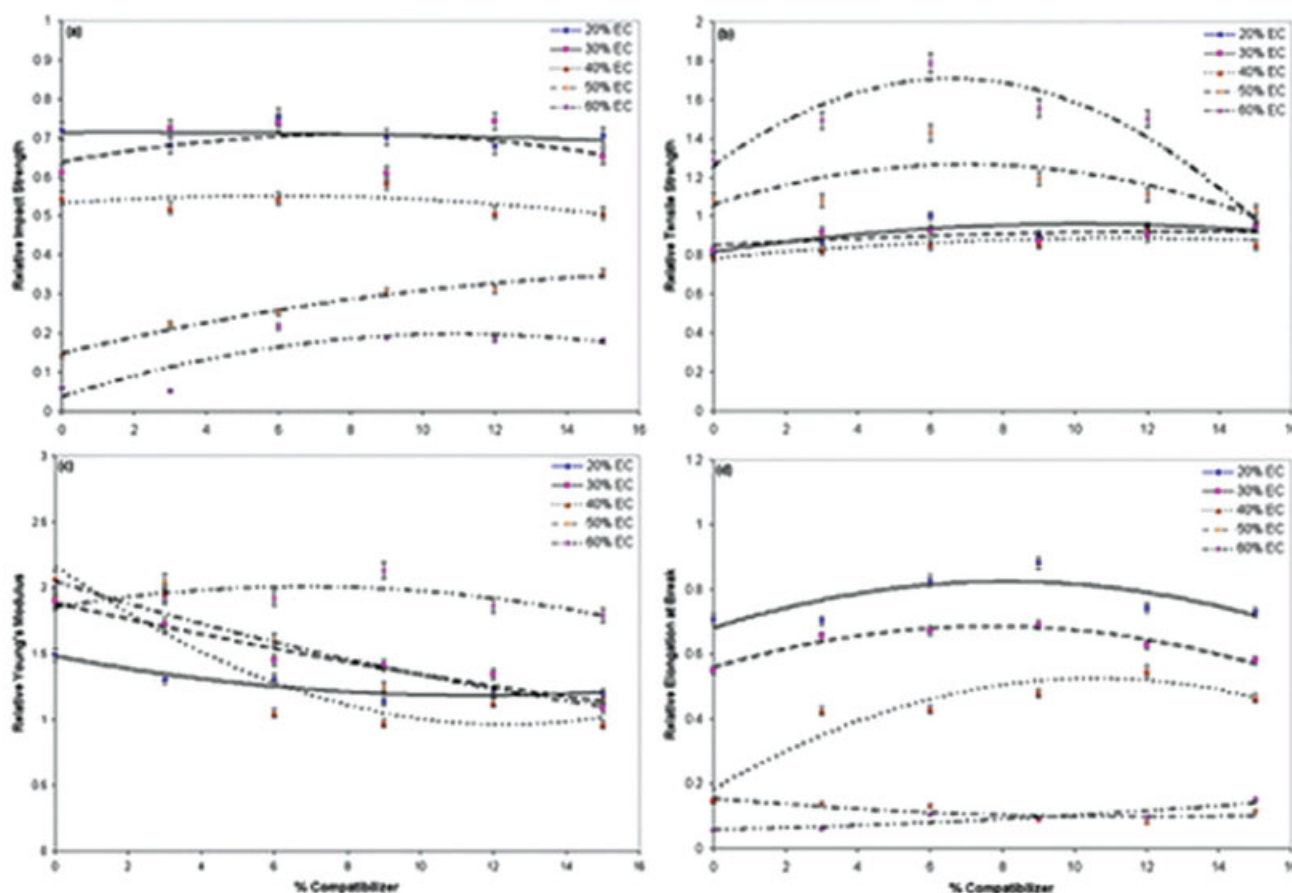 (a)
20% EC
30% EC
40% EC
50% EC
60% EC
Relative Impact Strength
1
0.9
0.8
0.7
0.6
0.5
0.4
0.3
0.2
0.1
0
0 2 4 6 8 10 12 14 16
(b)
20% EC
30% EC
40% EC
50% EC
60% EC
Relative Tensile Strength
2
1.8
1.6
1.4
1.2
1
0.8
0.6
0.4
0.2
0
0 2 4 6 8 10 12 14 16
(c)
20% EC
30% EC
40% EC
50% EC
60% EC
Relative Young's Modulus
3
2.5
2
1.5
1
0.5
0
0 2 4 6 8 10 12 14 16
% Compatibilizer
(d)
20% EC
30% EC
40% EC
50% EC
60% EC
Relative Elongation at Break
1.2
1
0.8
0.6
0.4
0.2
0
0 2 4 6 8 10 12 14 16
% Compatibilizer